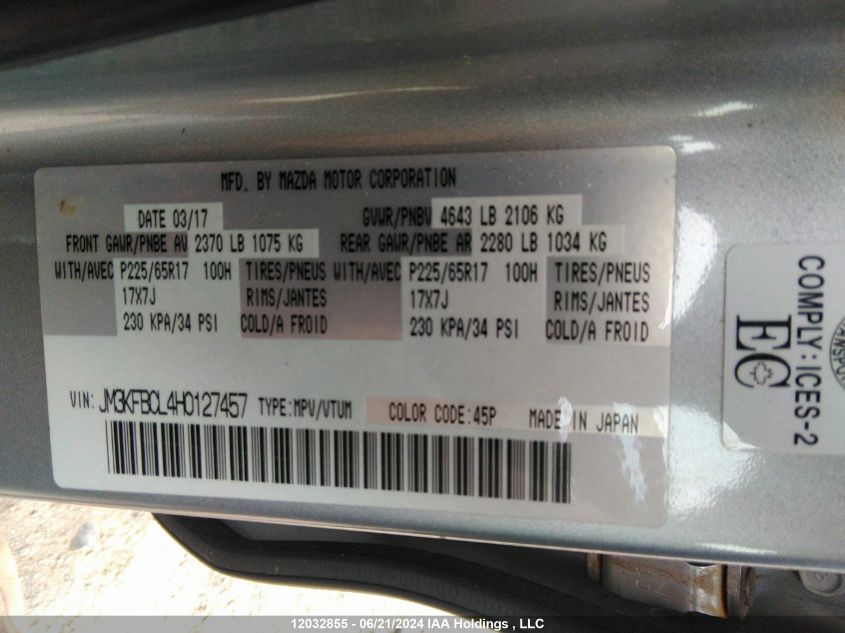 MFD. BY MAZDA MOTOR CORPORATION
DATE 03/17 GVWR/PNBV 4643 LB 2106 KG
FRONT GAWR/PNBE AV 2370 LB 1075 KG REAR GAWR/PNBE AR 2280 LB 1034 KG
WITH/AVEC P225/65R17 100H TIRES/PNEUS WITH/AVEC P225/65R17 100H TIRES/PNEUS
17X7J RIMS/JANTES 17X7J RIMS/JANTES
230 KPA/34 PSI COLD/A FROID 230 KPA/34 PSI COLD/A FROID
VIN: JM3KFBCL4H0127457 TYPE:MPV/VTUM COLOR CODE:45P MADE IN JAPAN
COMPLY:ICES-2
EC
12032855 - 06/21/2024 IAA Holdings , LLC